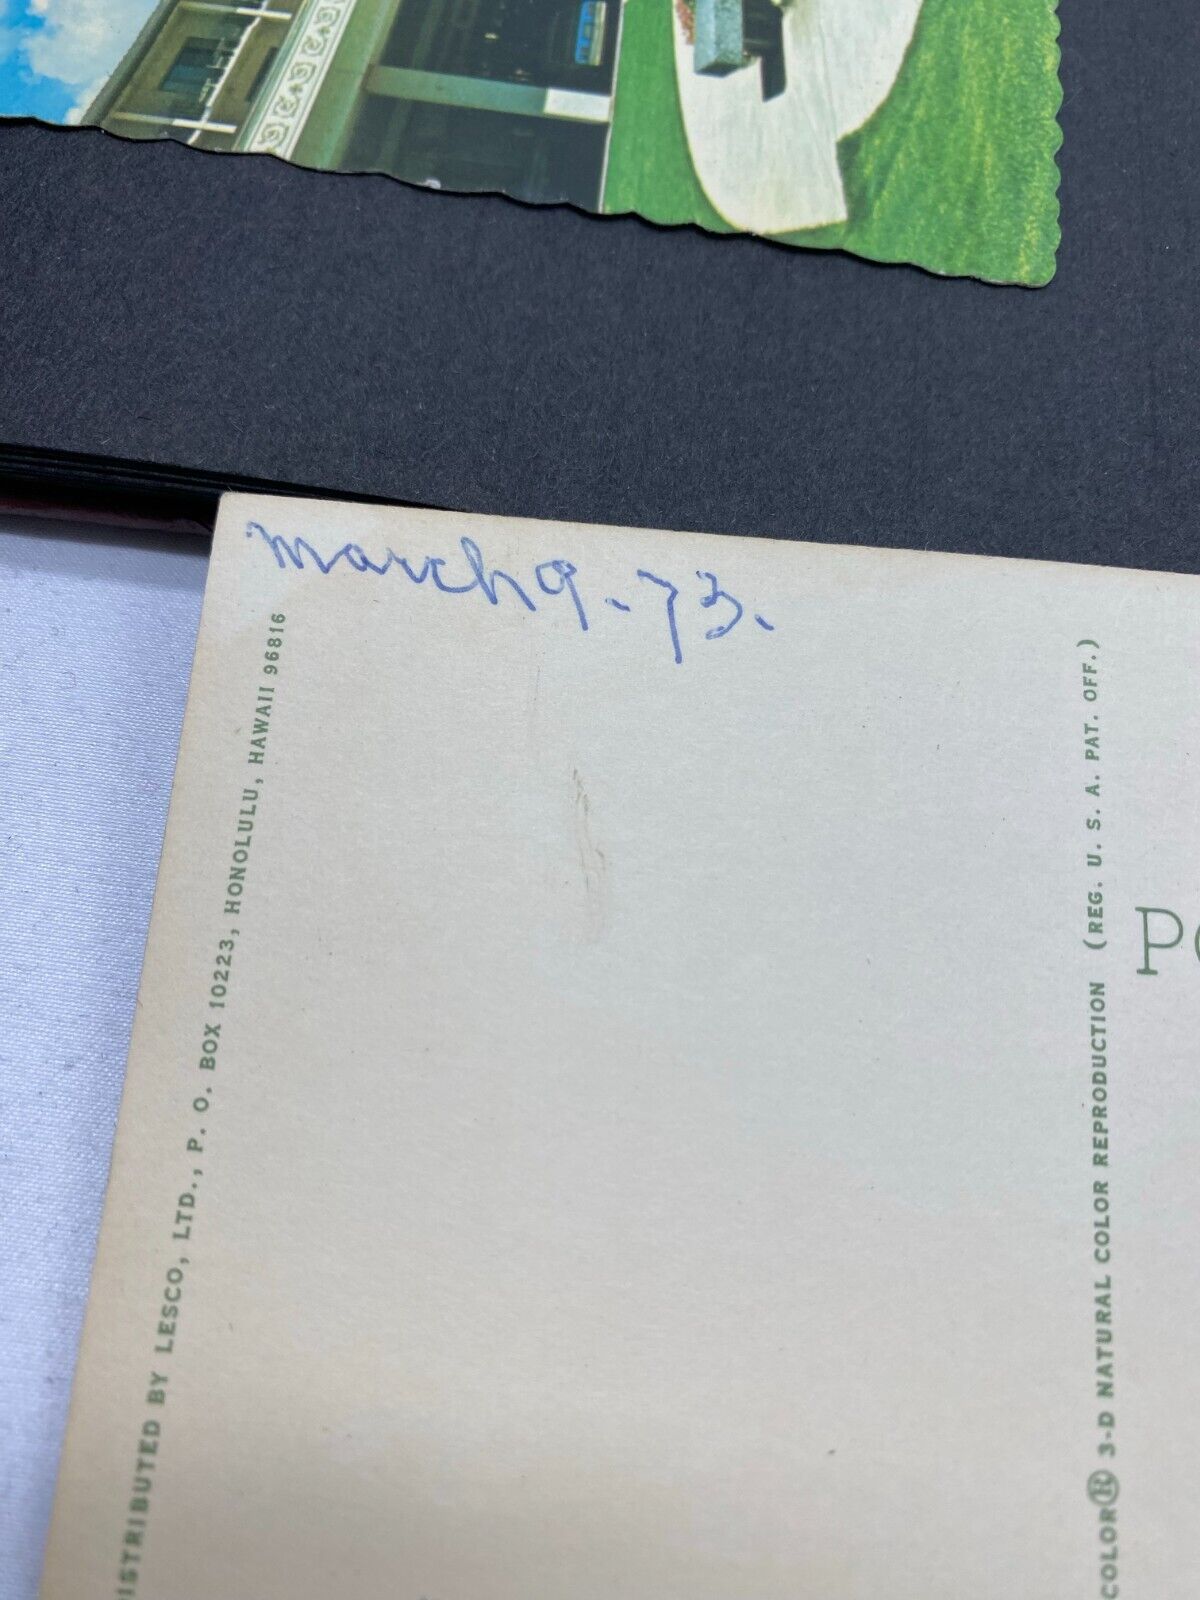 march 9. 73.
DISTRIBUTED BY LESCO, LTD., P. O. BOX 10223, HONOLULU, HAWAII 96816
COLOR® 3-D NATURAL COLOR REPRODUCTION (REG. U. S. A. PAT. OFF.)